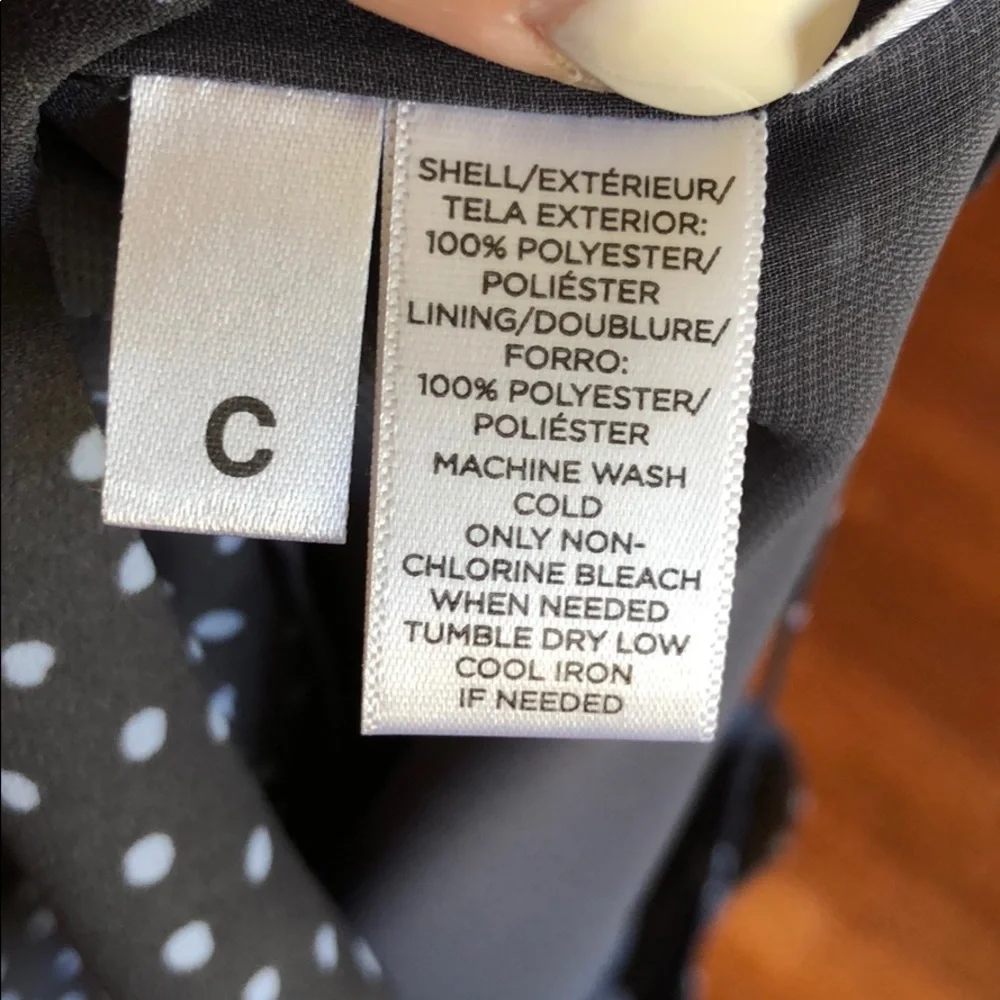 C
SHELL/EXTÉRIEUR/
TELA EXTERIOR:
100% POLYESTER/
POLIÉSTER
LINING/DOUBLURE/
FORRO:
100% POLYESTER/
POLIÉSTER
MACHINE WASH
COLD
ONLY NON-
CHLORINE BLEACH
WHEN NEEDED
TUMBLE DRY LOW
COOL IRON
IF NEEDED